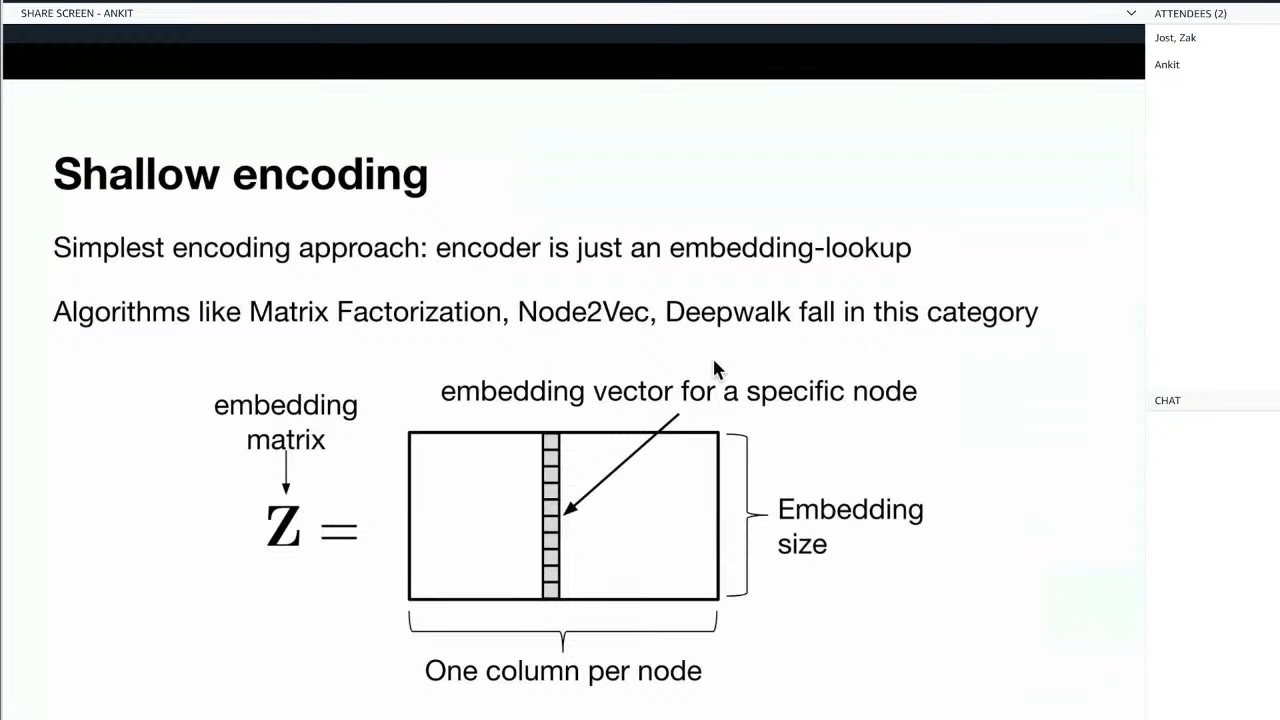 SHARE SCREEN - ANKIT
ATTENDEES (2)
Jost, Zak
Ankit
Shallow encoding
Simplest encoding approach: encoder is just an embedding-lookup
Algorithms like Matrix Factorization, Node2Vec, Deepwalk fall in this category
embedding vector for a specific node
embedding
matrix
Z =
Embedding
size
One column per node
CHAT